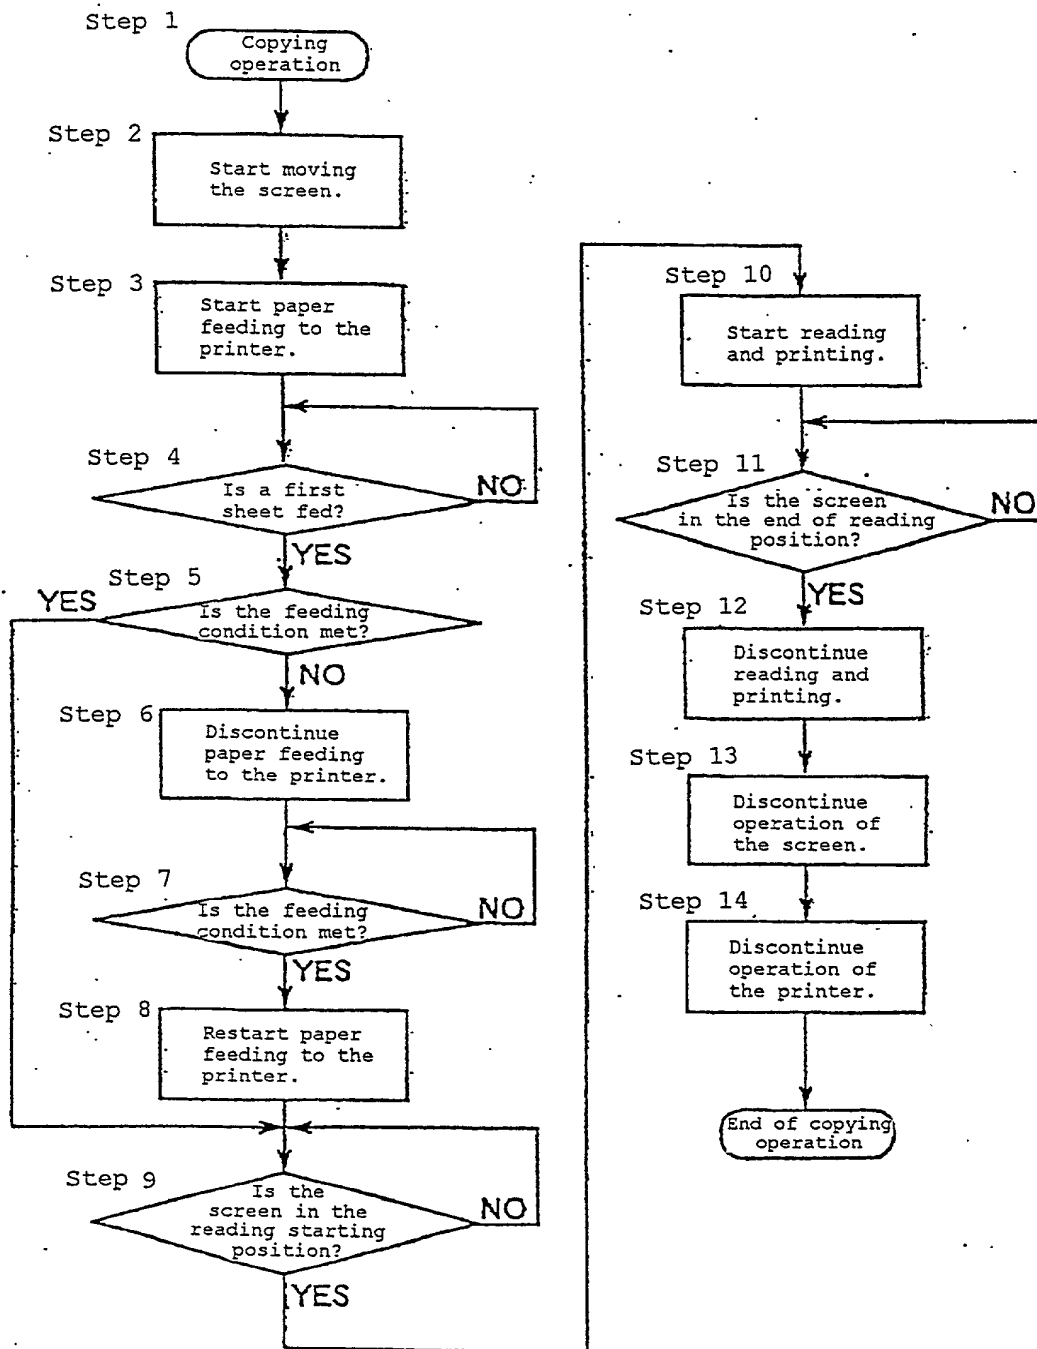 Step 1
Copying
operation
Step 2
Start moving
the screen.
Step 3
Start paper
feeding to the
printer.
Step 4
Is a first
sheet fed?
NO
YES
Step 5
YES
Is the feeding
condition met?
NO
Step 6
Discontinue
paper feeding
to the printer.
Step 7
Is the feeding
condition met?
NO
YES
Step 8
Restart paper
feeding to the
printer.
Step 9
Is the
screen in the
reading starting
position?
NO
YES
Step 10
Start reading
and printing.
Step 11
Is the screen
in the end of reading
position?
NO
YES
Step 12
Discontinue
reading and
printing.
Step 13
Discontinue
operation of
the screen.
Step 14
Discontinue
operation of
the printer.
End of copying
operation